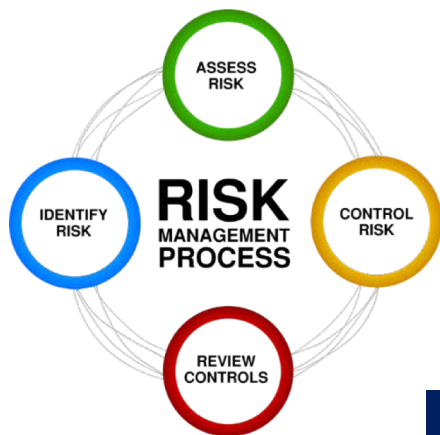 ASSESS
RISK
IDENTIFY
RISK
RISK
MANAGEMENT
PROCESS
CONTROL
RISK
REVIEW
CONTROLS